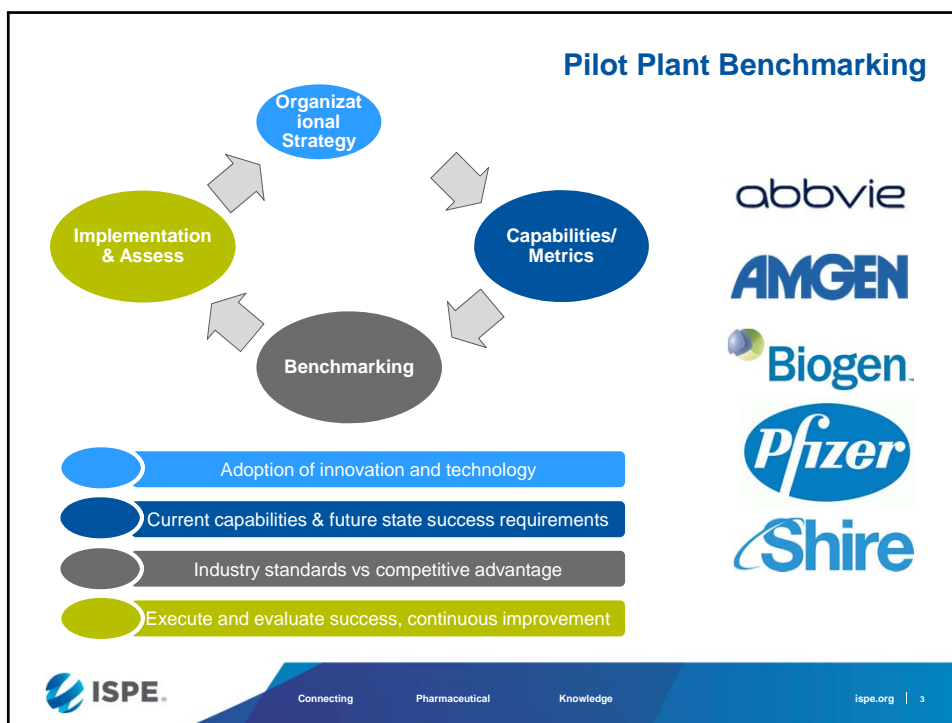 Pilot Plant Benchmarking
Organizat
ional
Strategy
Implementation
& Assess
Capabilities/
Metrics
Benchmarking
abbvie
AMGEN
Biogen™
Pfizer
Shire
Adoption of innovation and technology
Current capabilities & future state success requirements
Industry standards vs competitive advantage
Execute and evaluate success, continuous improvement
ISPE®
Connecting Pharmaceutical Knowledge
ispe.org | 3